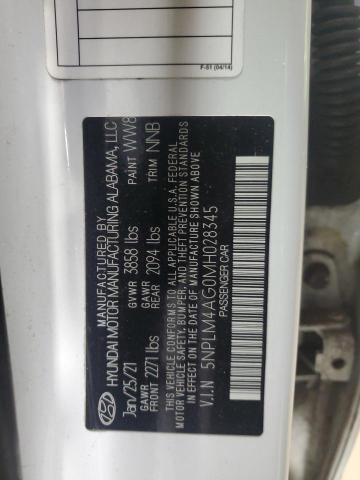 F-51 (04/14)
MANUFACTURED BY
HYUNDAI MOTOR MANUFACTURING ALABAMA, LLC
Jan/25/21 GVWR 3858 lbs PAINT WW8
GAWR FRONT 2271 lbs GAWR REAR 2094 lbs TRIM NNB
THIS VEHICLE CONFORMS TO ALL APPLICABLE U.S.A. FEDERAL
MOTOR VEHICLE SAFETY, BUMPER, AND THEFT PREVENTION STANDARDS
IN EFFECT ON THE DATE OF MANUFACTURE SHOWN ABOVE
V.I.N 5NPLM4AG0MH028345
PASSENGER CAR